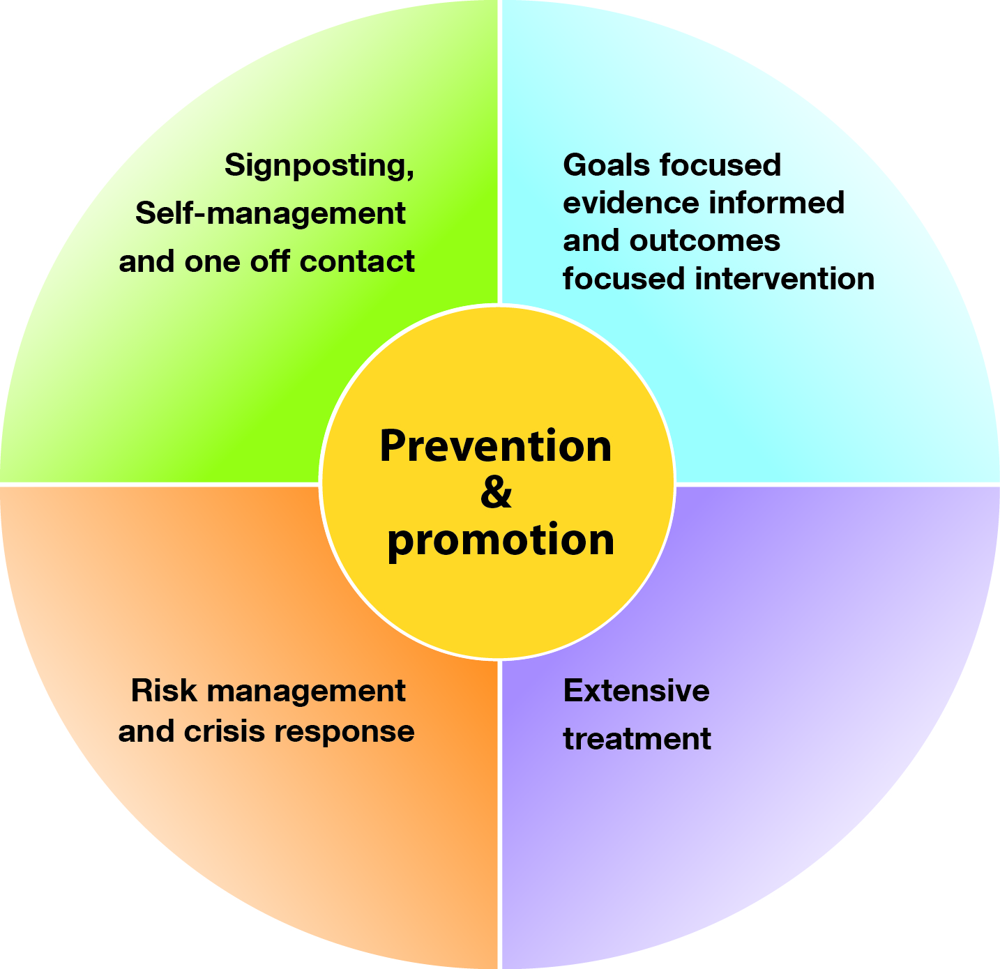 Signposting,
Self-management
and one off contact
Goals focused
evidence informed
and outcomes
focused intervention
Prevention
&
promotion
Risk management
and crisis response
Extensive
treatment